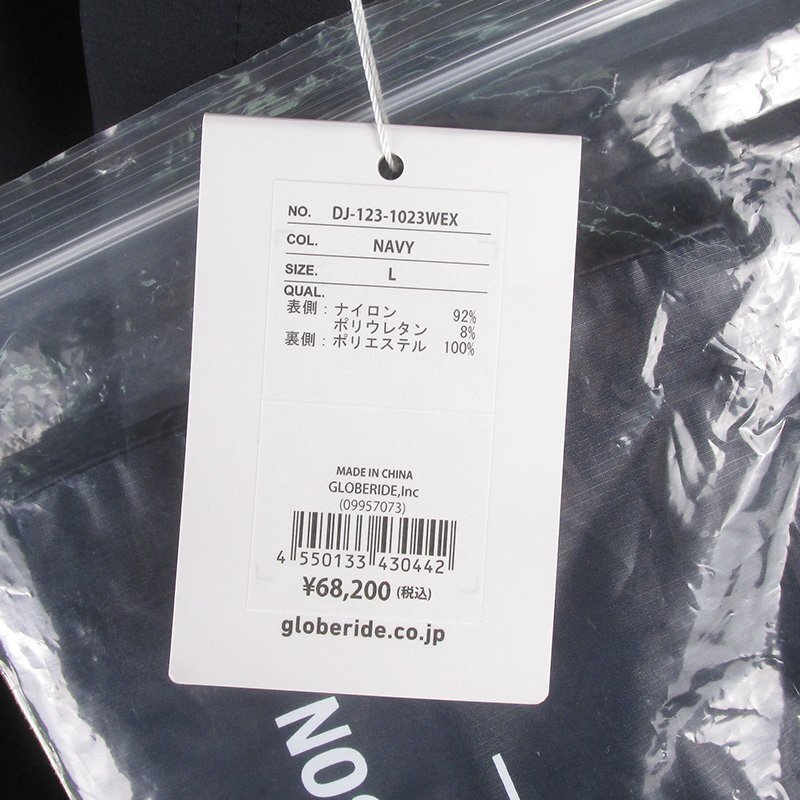 NO. DJ-123-1023WEX
COL. NAVY
SIZE. L
QUAL.
表側：ナイロン 92%
ポリウレタン 8%
裏側：ポリエステル 100%
MADE IN CHINA
GLOBERIDE,Inc
(09957073)
4 550133 430442
¥68,200 (税込)
globeride.co.jp